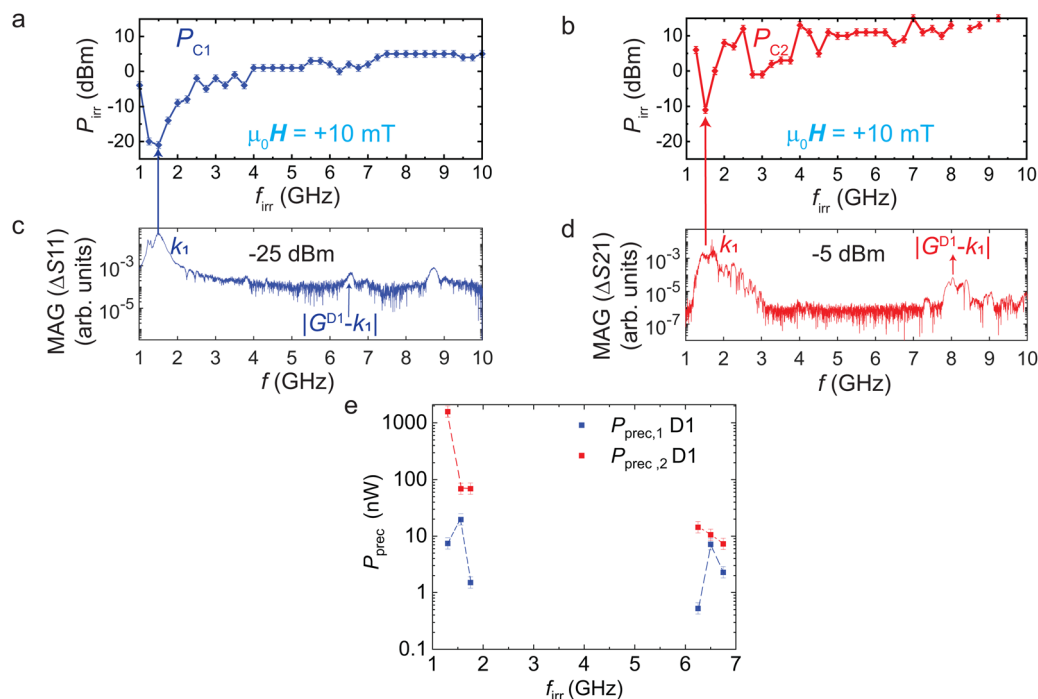 a
P_C1
P_irr (dBm)
10
0
-10
-20
μ₀H = +10 mT
1 2 3 4 5 6 7 8 9 10
f_irr (GHz)
b
P_C2
P_irr (dBm)
10
0
-10
-20
μ₀H = +10 mT
1 2 3 4 5 6 7 8 9 10
f_irr (GHz)
c
MAG (ΔS11)
(arb. units)
10⁻³
10⁻⁵
k₁
-25 dBm
|G^D1-k₁|
1 2 3 4 5 6 7 8 9 10
f (GHz)
d
MAG (ΔS21)
(arb. units)
10⁻³
10⁻⁵
10⁻⁷
k₁
-5 dBm
|G^D1-k₁|
1 2 3 4 5 6 7 8 9 10
f (GHz)
e
P_prec (nW)
1000
100
10
1
0.1
P_prec,1 D1
P_prec,2 D1
1 2 3 4 5 6 7
f_irr (GHz)